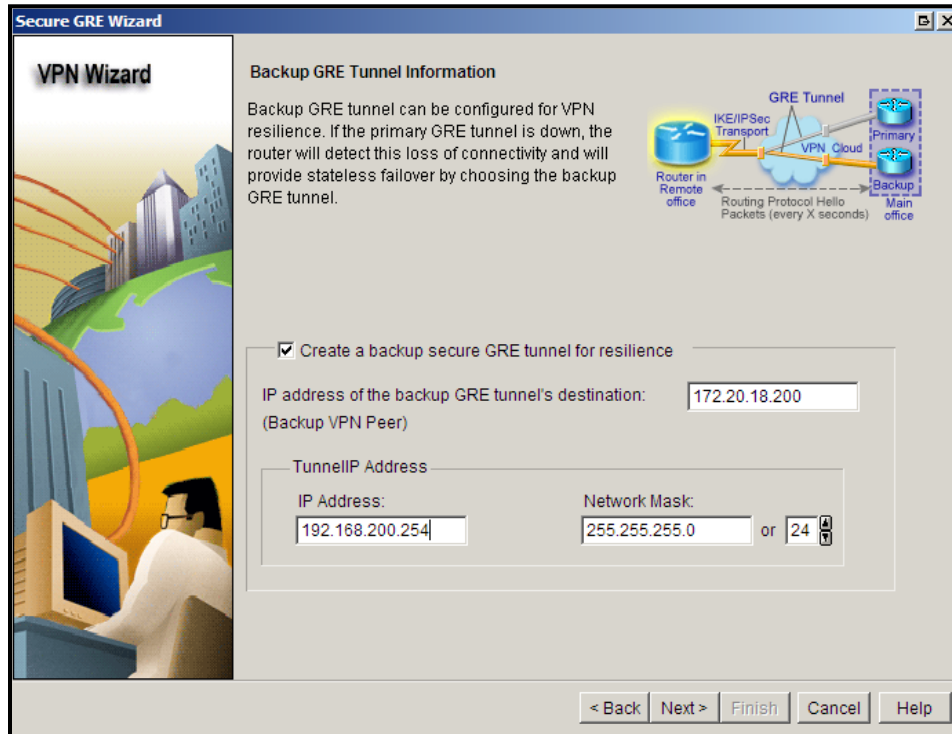 Secure GRE Wizard
VPN Wizard
Backup GRE Tunnel Information
Backup GRE tunnel can be configured for VPN
resilience. If the primary GRE tunnel is down, the
router will detect this loss of connectivity and will
provide stateless failover by choosing the backup
GRE tunnel.
GRE Tunnel
IKE/IPSec
Transport
VPN Cloud
Primary
Router in
Remote
office
Backup
Main
office
Routing Protocol Hello
Packets (every X seconds)
Create a backup secure GRE tunnel for resilience
IP address of the backup GRE tunnel's destination:
172.20.18.200
(Backup VPN Peer)
TunnelIP Address
IP Address:
Network Mask:
192.168.200.254
255.255.255.0
or
24
< Back
Next >
Finish
Cancel
Help